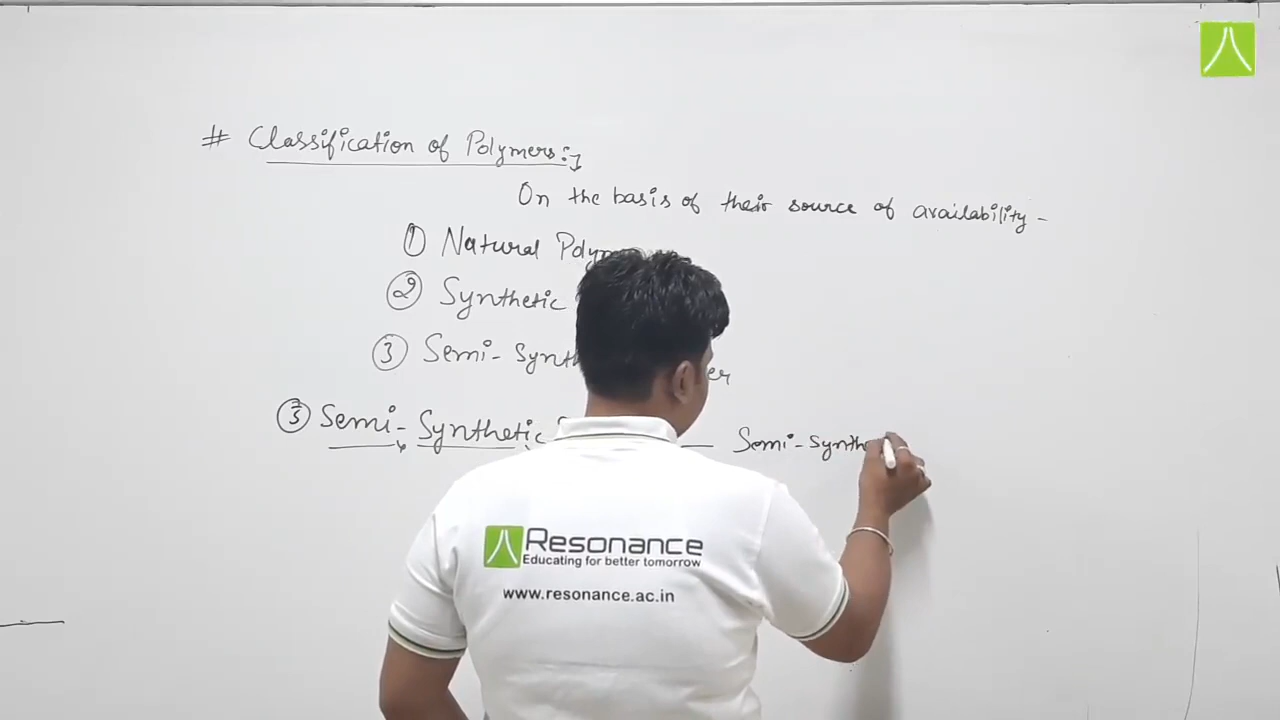 # Classification of Polymers:-
On the basis of their source of availability -
① Natural Polym
② Synthetic
③ Semi- Synth er
③ Semi- Synthetic — Semi-Synth
Resonance
Educating for better tomorrow
www.resonance.ac.in